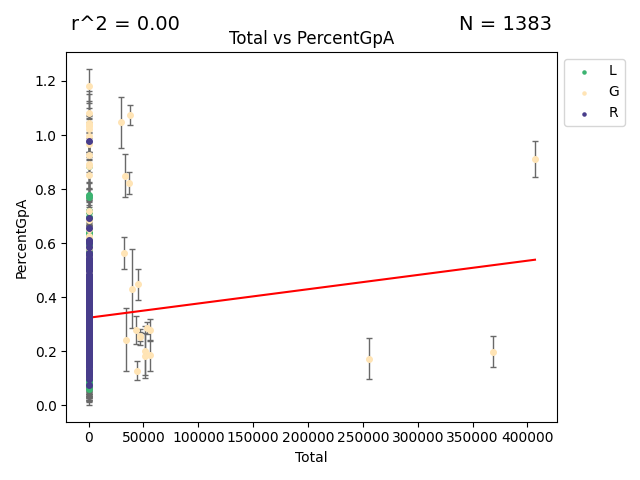 r^2 = 0.00
N = 1383
Total vs PercentGpA
L
G
R
PercentGpA
1.2
1.0
0.8
0.6
0.4
0.2
0.0
0 50000 100000 150000 200000 250000 300000 350000 400000
Total